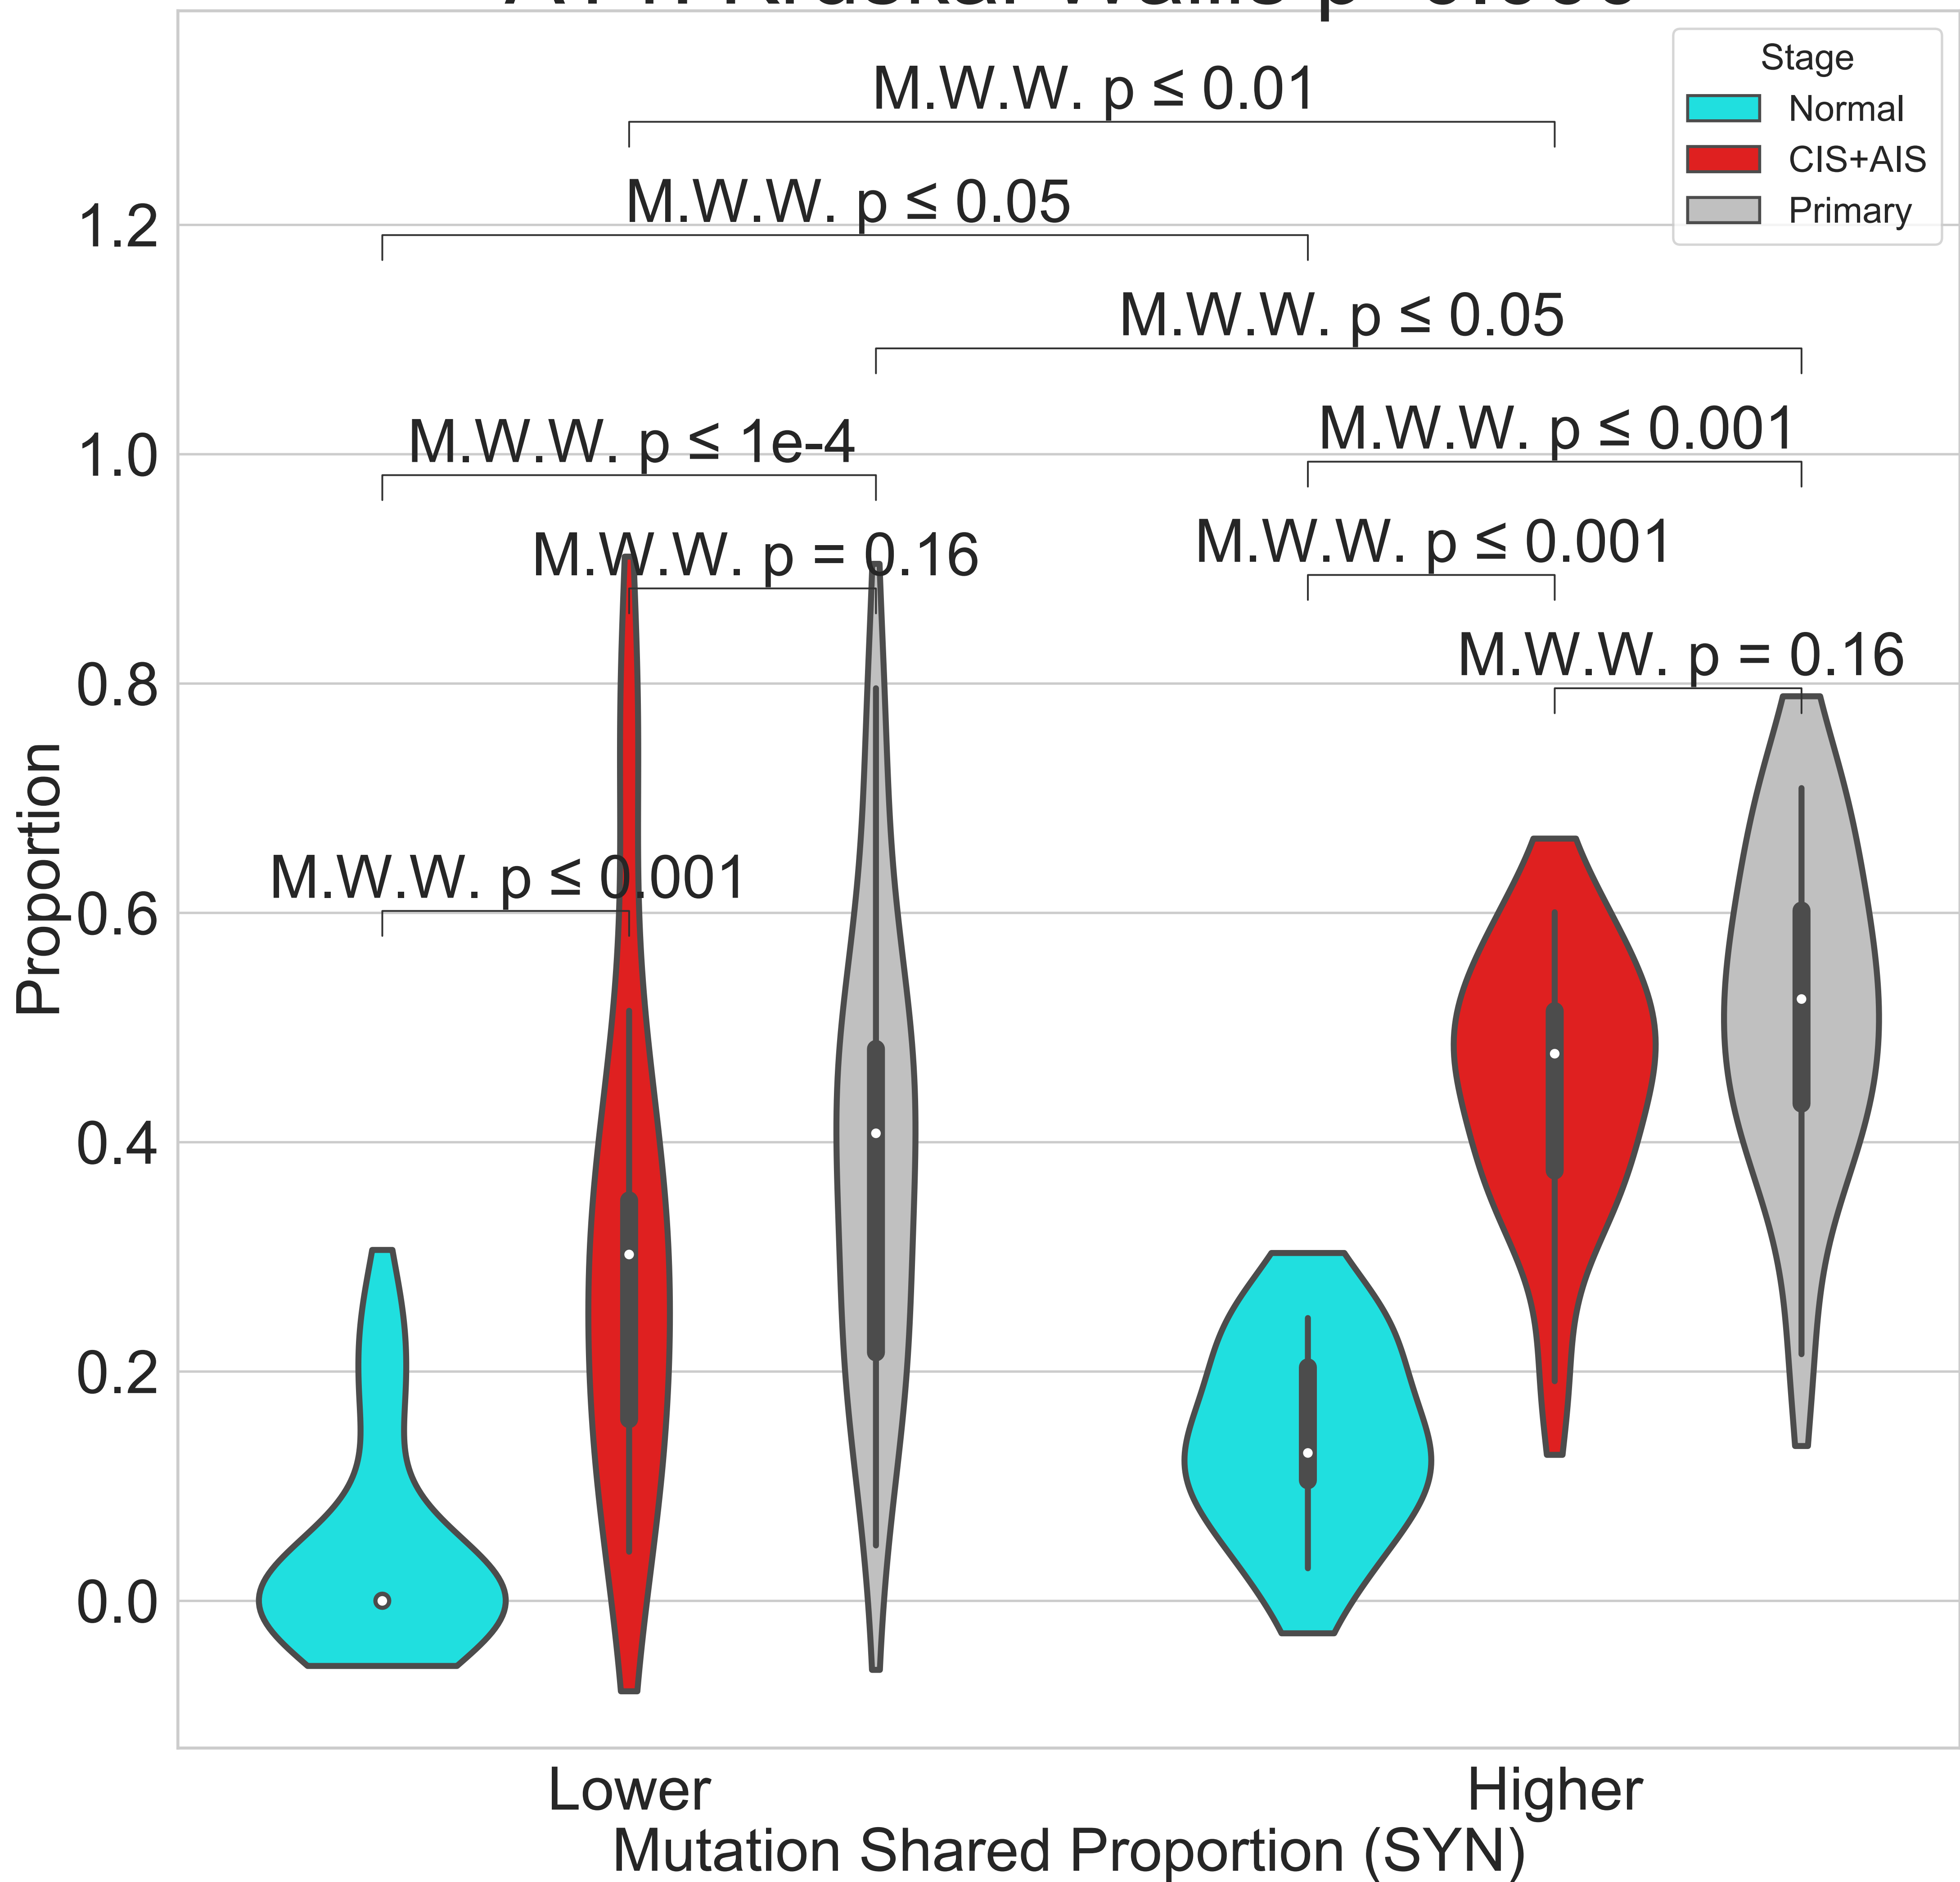 Stage
Normal
CIS+AIS
Primary
M.W.W. p ≤ 0.01
M.W.W. p ≤ 0.05
M.W.W. p ≤ 0.05
M.W.W. p ≤ 1e-4
M.W.W. p ≤ 0.001
M.W.W. p = 0.16
M.W.W. p ≤ 0.001
M.W.W. p = 0.16
M.W.W. p ≤ 0.001
Proportion
1.2
1.0
0.8
0.6
0.4
0.2
0.0
Lower
Higher
Mutation Shared Proportion (SYN)